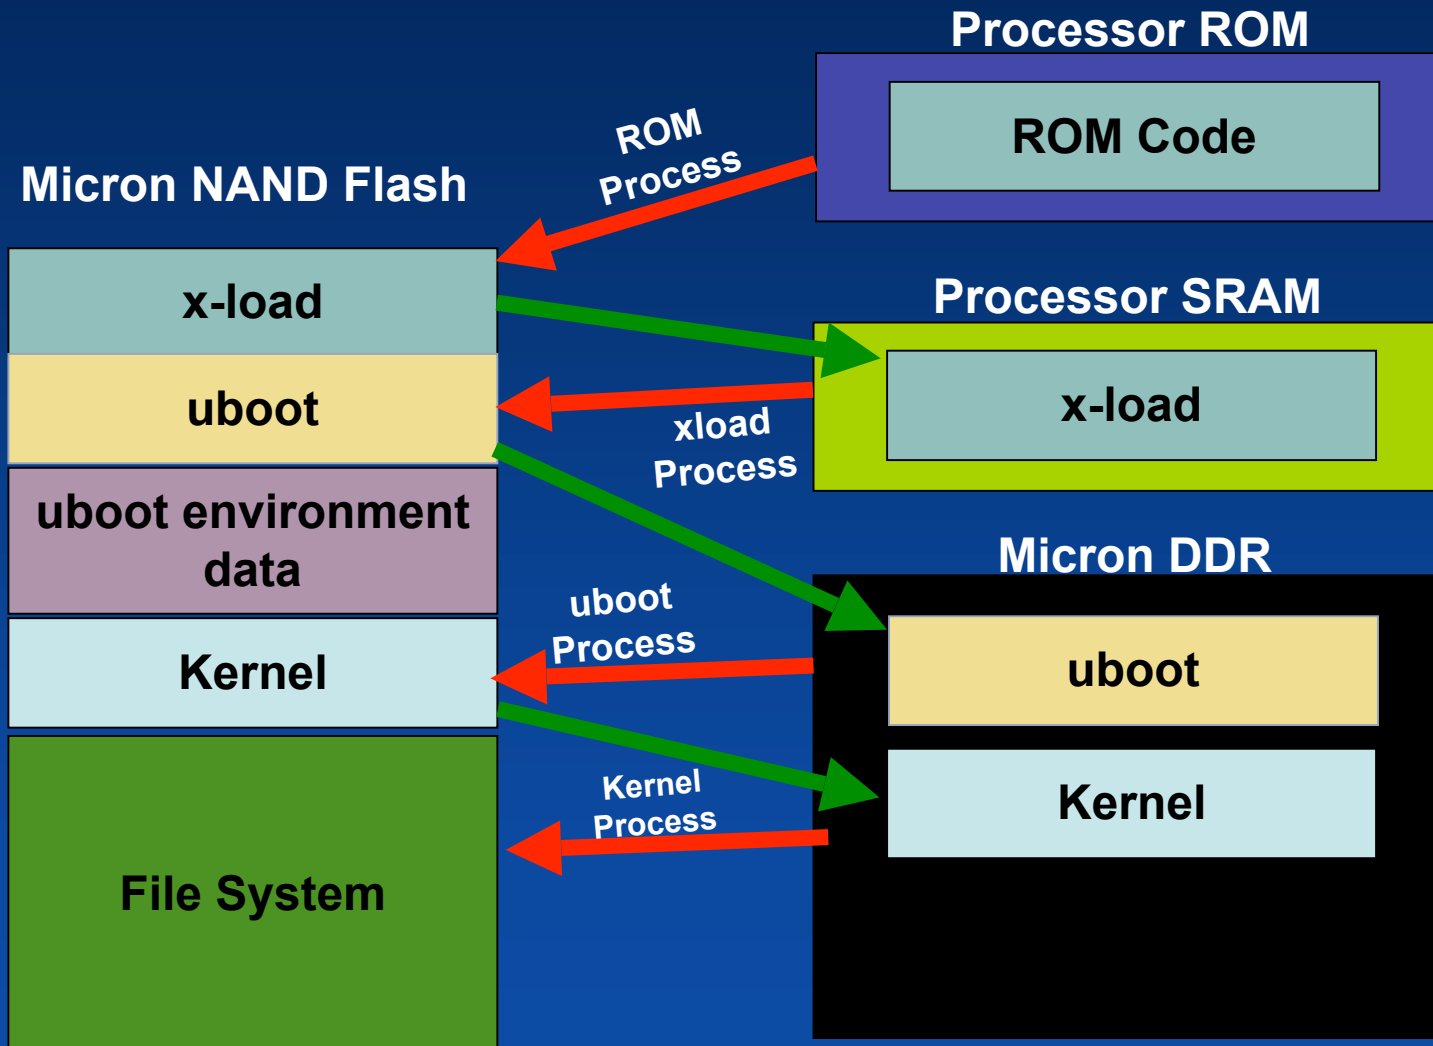 Processor ROM
ROM Code
ROM
Process
Micron NAND Flash
x-load
uboot
uboot environment
data
Kernel
File System
Processor SRAM
x-load
xload
Process
Micron DDR
uboot
Process
uboot
Kernel
Kernel
Process